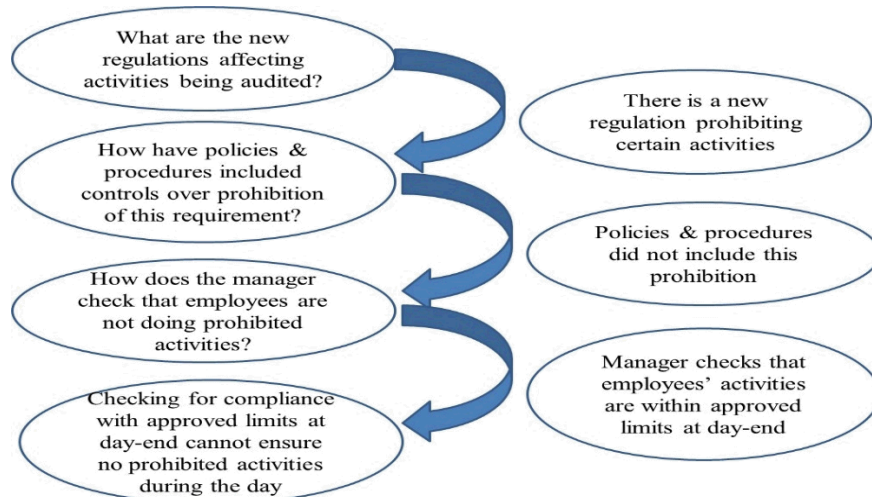 What are the new
regulations affecting
activities being audited?
There is a new
regulation prohibiting
certain activities
How have policies &
procedures included
controls over prohibition
of this requirement?
Policies & procedures
did not include this
prohibition
How does the manager
check that employees are
not doing prohibited
activities?
Manager checks that
employees’ activities
are within approved
limits at day-end
Checking for compliance
with approved limits at
day-end cannot ensure
no prohibited activities
during the day